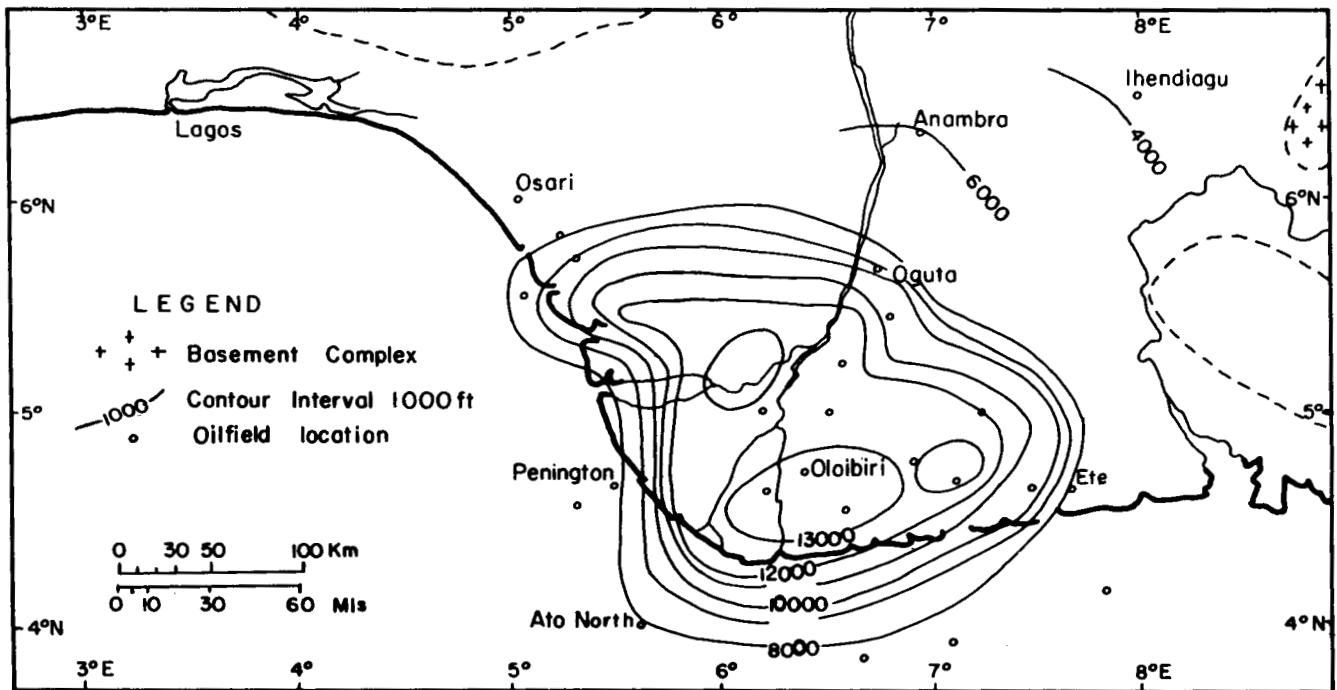 3°E 4° 5° 6° 7° 8°E
Ihendiagu
Lagos
Anambra
4000
Osari
6°N 6°N
6000
Oguta
LEGEND
Basement Complex
—1000— Contour Interval 1000 ft
Oilfield location
5° 5°
Penington
Oloibiri
Ete
13000
0 30 50 100 Km
12000
0 10 30 60 Mls
10000
Ato North
4°N 4°N
8000
3°E 4° 5° 6° 7° 8°E